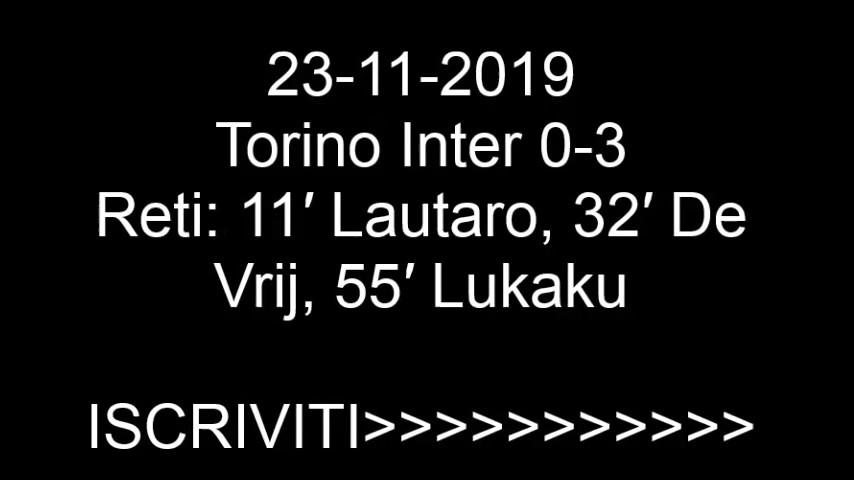 23-11-2019
Torino Inter 0-3
Reti: 11′ Lautaro, 32′ De
Vrij, 55′ Lukaku
ISCRIVITI>>>>>>>>>>>